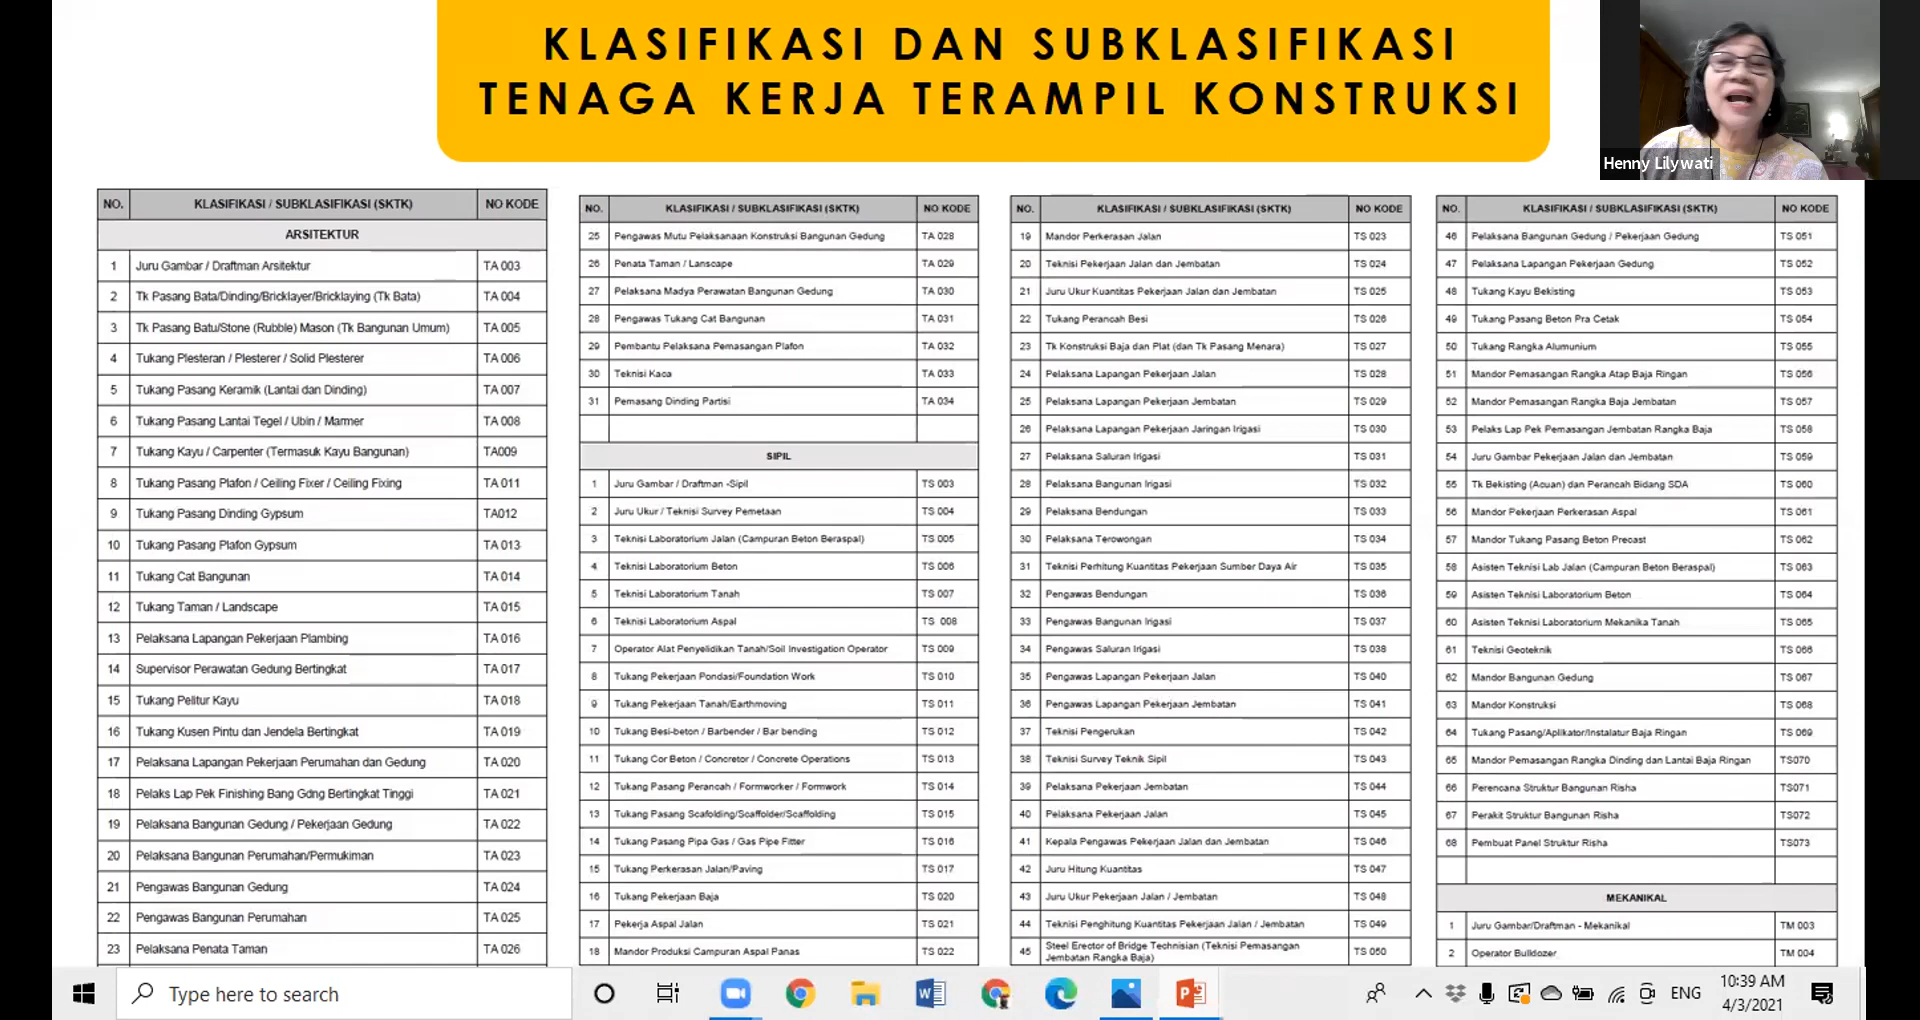 KLASIFIKASI DAN SUBKLASIFIKASI
TENAGA KERJA TERAMPIL KONSTRUKSI
Henny Lilywati
NO. KLASIFIKASI / SUBKLASIFIKASI (SKTK) NO KODE
ARSITEKTUR
1 Juru Gambar / Draftman Arsitektur TA 003
2 Tk Pasang Bata/Dinding/Bricklayer/Bricklaying (Tk Bata) TA 004
3 Tk Pasang Batu/Stone (Rubble) Mason (Tk Bangunan Umum) TA 005
4 Tukang Plesteran / Plesterer / Solid Plesterer TA 006
5 Tukang Pasang Keramik (Lantai dan Dinding) TA 007
6 Tukang Pasang Lantai Tegel / Ubin / Marmer TA 008
7 Tukang Kayu / Carpenter (Termasuk Kayu Bangunan) TA009
8 Tukang Pasang Plafon / Ceiling Fixer / Ceiling Fixing TA 011
9 Tukang Pasang Dinding Gypsum TA012
10 Tukang Pasang Plafon Gypsum TA 013
11 Tukang Cat Bangunan TA 014
12 Tukang Taman / Landscape TA 015
13 Pelaksana Lapangan Pekerjaan Plambing TA 016
14 Supervisor Perawatan Gedung Bertingkat TA 017
15 Tukang Pelitur Kayu TA 018
16 Tukang Kusen Pintu dan Jendela Bertingkat TA 019
17 Pelaksana Lapangan Pekerjaan Perumahan dan Gedung TA 020
18 Pelaks Lap Pek Finishing Bang Gdng Bertingkat Tinggi TA 021
19 Pelaksana Bangunan Gedung / Pekerjaan Gedung TA 022
20 Pelaksana Bangunan Perumahan/Permukiman TA 023
21 Pengawas Bangunan Gedung TA 024
22 Pengawas Bangunan Perumahan TA 025
23 Pelaksana Penata Taman TA 026
NO. KLASIFIKASI / SUBKLASIFIKASI (SKTK) NO KODE
25 Pengawas Mutu Pelaksanaan Konstruksi Bangunan Gedung TA 028
26 Penata Taman / Lanscape TA 029
27 Pelaksana Madya Perawatan Bangunan Gedung TA 030
28 Pengawas Tukang Cat Bangunan TA 031
29 Pembantu Pelaksana Pemasangan Plafon TA 032
30 Teknisi Kaca TA 033
31 Pemasang Dinding Partisi TA 034
SIPIL
1 Juru Gambar / Draftman -Sipil TS 003
2 Juru Ukur / Teknisi Survey Pemetaan TS 004
3 Teknisi Laboratorium Jalan (Campuran Beton Beraspal) TS 005
4 Teknisi Laboratorium Beton TS 006
5 Teknisi Laboratorium Tanah TS 007
6 Teknisi Laboratorium Aspal TS 008
7 Operator Alat Penyelidikan Tanah/Soil Investigation Operator TS 009
8 Tukang Pekerjaan Pondasi/Foundation Work TS 010
9 Tukang Pekerjaan Tanah/Earthmoving TS 011
10 Tukang Besi-beton / Barbender / Bar bending TS 012
11 Tukang Cor Beton / Concretor / Concrete Operations TS 013
12 Tukang Pasang Perancah / Formworker / Formwork TS 014
13 Tukang Pasang Scafolding/Scaffolder/Scaffolding TS 015
14 Tukang Pasang Pipa Gas / Gas Pipe Fitter TS 016
15 Tukang Perkerasan Jalan/Paving TS 017
16 Tukang Pekerjaan Baja TS 020
17 Pekerja Aspal Jalan TS 021
18 Mandor Produksi Campuran Aspal Panas TS 022
NO. KLASIFIKASI / SUBKLASIFIKASI (SKTK) NO KODE
19 Mandor Perkerasan Jalan TS 023
20 Teknisi Pekerjaan Jalan dan Jembatan TS 024
21 Juru Ukur Kuantitas Pekerjaan Jalan dan Jembatan TS 025
22 Tukang Perancah Besi TS 026
23 Tk Konstruksi Baja dan Plat (dan Tk Pasang Menara) TS 027
24 Pelaksana Lapangan Pekerjaan Jalan TS 028
25 Pelaksana Lapangan Pekerjaan Jembatan TS 029
26 Pelaksana Lapangan Pekerjaan Jaringan Irigasi TS 030
27 Pelaksana Saluran Irigasi TS 031
28 Pelaksana Bangunan Irigasi TS 032
29 Pelaksana Bendungan TS 033
30 Pelaksana Terowongan TS 034
31 Teknisi Perhitung Kuantitas Pekerjaan Sumber Daya Air TS 035
32 Pengawas Bendungan TS 036
33 Pengawas Bangunan Irigasi TS 037
34 Pengawas Saluran Irigasi TS 038
35 Pengawas Lapangan Pekerjaan Jalan TS 040
36 Pengawas Lapangan Pekerjaan Jembatan TS 041
37 Teknisi Pengerukan TS 042
38 Teknisi Survey Teknik Sipil TS 043
39 Pelaksana Pekerjaan Jembatan TS 044
40 Pelaksana Pekerjaan Jalan TS 045
41 Kepala Pengawas Pekerjaan Jalan dan Jembatan TS 046
42 Juru Hitung Kuantitas TS 047
43 Juru Ukur Pekerjaan Jalan / Jembatan TS 048
44 Teknisi Penghitung Kuantitas Pekerjaan Jalan / Jembatan TS 049
45 Steel Erector of Bridge Technisian (Teknisi Pemasangan Jembatan Rangka Baja) TS 050
NO. KLASIFIKASI / SUBKLASIFIKASI (SKTK) NO KODE
46 Pelaksana Bangunan Gedung / Pekerjaan Gedung TS 051
47 Pelaksana Lapangan Pekerjaan Gedung TS 052
48 Tukang Kayu Bekisting TS 053
49 Tukang Pasang Beton Pra Cetak TS 054
50 Tukang Rangka Alumunium TS 055
51 Mandor Pemasangan Rangka Atap Baja Ringan TS 056
52 Mandor Pemasangan Rangka Baja Jembatan TS 057
53 Pelaks Lap Pek Pemasangan Jembatan Rangka Baja TS 058
54 Juru Gambar Pekerjaan Jalan dan Jembatan TS 059
55 Tk Bekisting (Acuan) dan Perancah Bidang SDA TS 060
56 Mandor Pekerjaan Perkerasan Aspal TS 061
57 Mandor Tukang Pasang Beton Precast TS 062
58 Asisten Teknisi Lab Jalan (Campuran Beton Beraspal) TS 063
59 Asisten Teknisi Laboratorium Beton TS 064
60 Asisten Teknisi Laboratorium Mekanika Tanah TS 065
61 Teknisi Geoteknik TS 066
62 Mandor Bangunan Gedung TS 067
63 Mandor Konstruksi TS 068
64 Tukang Pasang/Aplikator/Instalatur Baja Ringan TS 069
65 Mandor Pemasangan Rangka Dinding dan Lantai Baja Ringan TS070
66 Perencana Struktur Bangunan Risha TS071
67 Perakit Struktur Bangunan Risha TS072
68 Pembuat Panel Struktur Risha TS073
MEKANIKAL
1 Juru Gambar/Draftman - Mekanikal TM 003
2 Operator Bulldozer TM 004
Type here to search
ENG
10:39 AM
4/3/2021